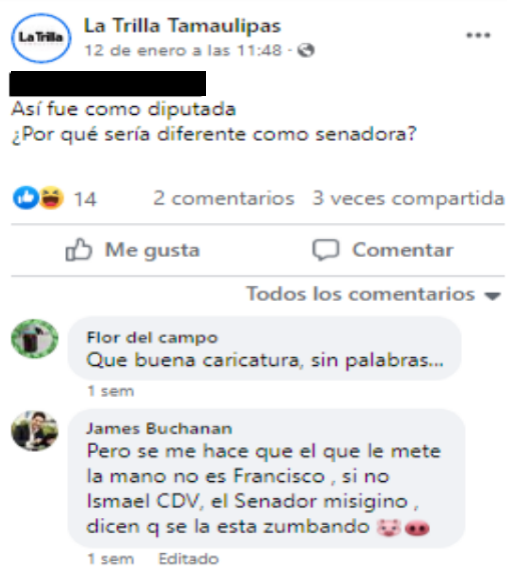 La Trilla
La Trilla Tamaulipas
12 de enero a las 11:48 ·
Así fue como diputada
¿Por qué sería diferente como senadora?
14 2 comentarios 3 veces compartida
Me gusta Comentar
Todos los comentarios
Flor del campo
Que buena caricatura, sin palabras...
1 sem
James Buchanan
Pero se me hace que el que le mete
la mano no es Francisco , si no
Ismael CDV, el Senador misigino ,
dicen q se la esta zumbando 🐷🐽
1 sem Editado